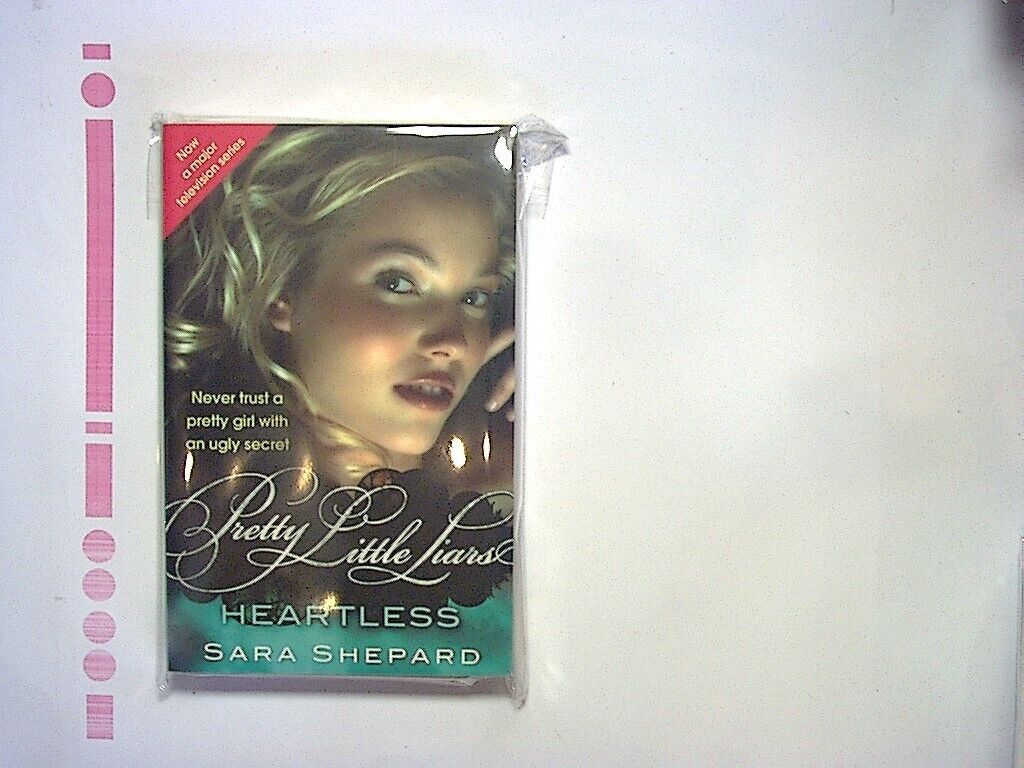 Now
a major
television series
Never trust a
pretty girl with
an ugly secret
Pretty Little Liars
HEARTLESS
SARA SHEPARD